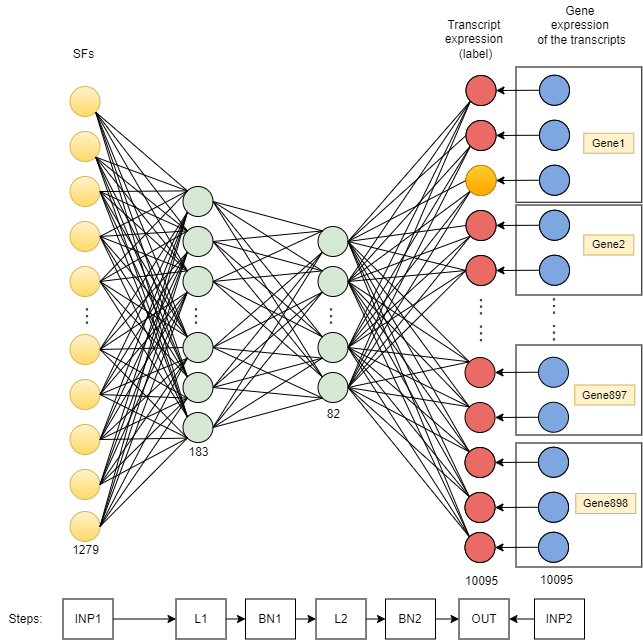 SFs
Transcript
expression
(label)
Gene
expression
of the transcripts
Gene1
Gene2
Gene897
Gene898
1279
183
82
10095
10095
Steps:
INP1
L1
BN1
L2
BN2
OUT
INP2